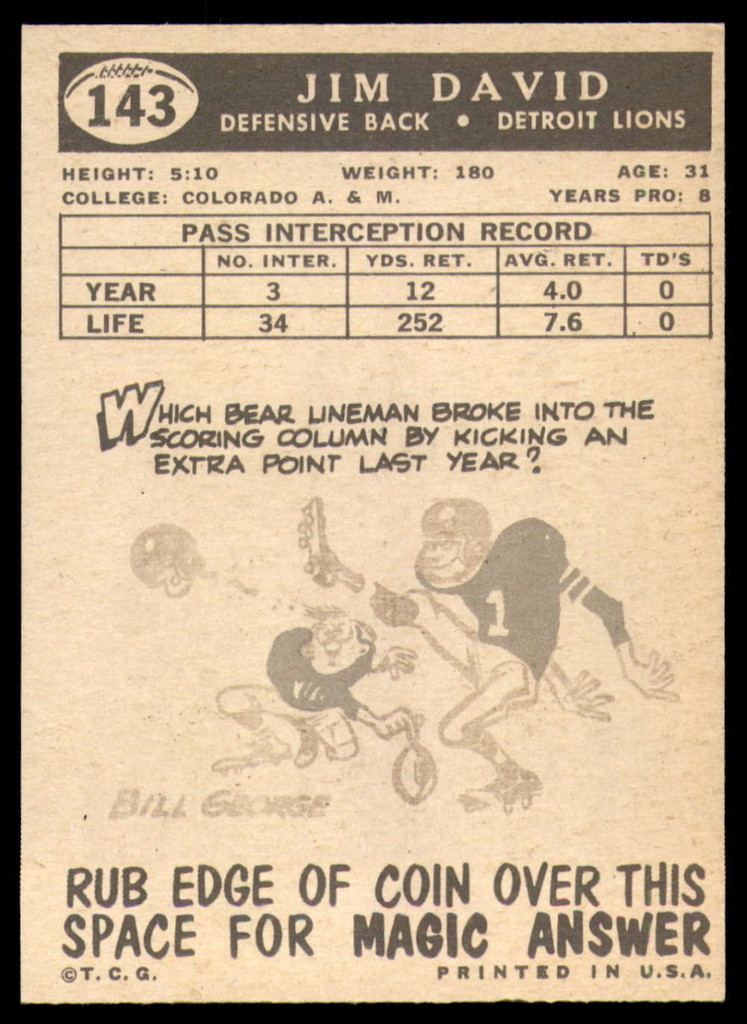 143
JIM DAVID
DEFENSIVE BACK • DETROIT LIONS
HEIGHT: 5:10 WEIGHT: 180 AGE: 31
COLLEGE: COLORADO A. & M. YEARS PRO: 8
PASS INTERCEPTION RECORD
NO. INTER. YDS. RET. AVG. RET. TD'S
YEAR 3 12 4.0 0
LIFE 34 252 7.6 0
WHICH BEAR LINEMAN BROKE INTO THE
SCORING COLUMN BY KICKING AN
EXTRA POINT LAST YEAR?
1
BILL GEORGE
RUB EDGE OF COIN OVER THIS
SPACE FOR MAGIC ANSWER
©T.C.G. PRINTED IN U.S.A.